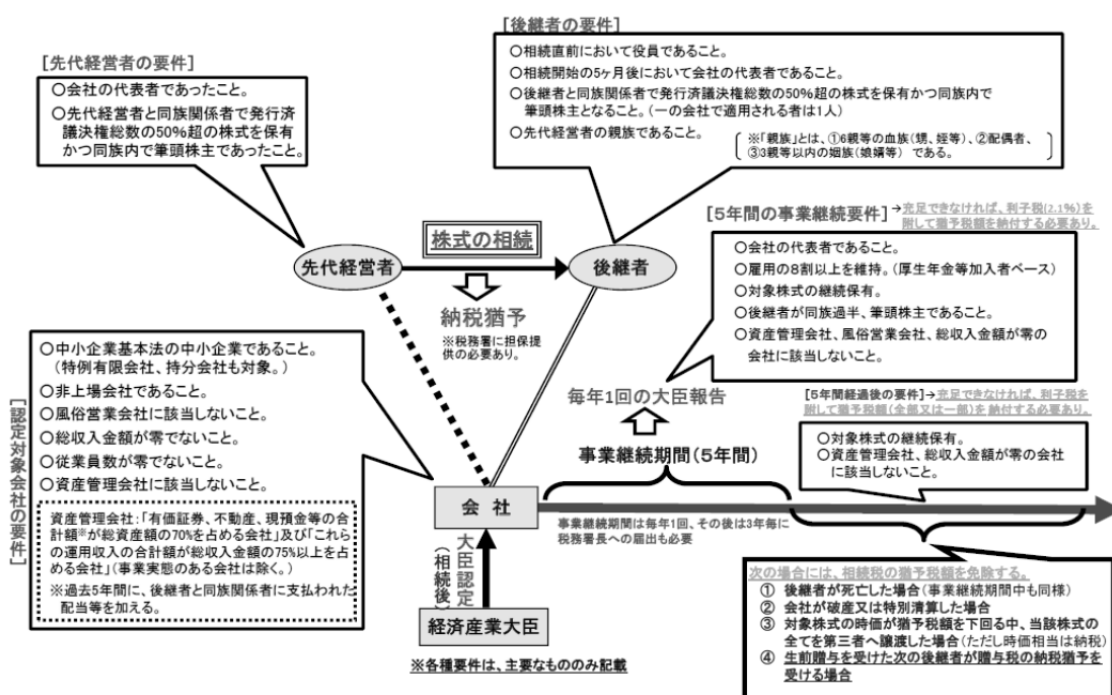 [先代経営者の要件]
○会社の代表者であったこと。
○先代経営者と同族関係者で発行済
議決権総数の50%超の株式を保有
かつ同族内で筆頭株主であったこと。
[後継者の要件]
○相続直前において役員であること。
○相続開始の5ヶ月後において会社の代表者であること。
○後継者と同族関係者で発行済議決権総数の50%超の株式を保有かつ同族内で
筆頭株主となること。(一の会社で適用される者は1人)
○先代経営者の親族であること。
※「親族」とは、①6親等の血族(甥、姪等)、②配偶者、
③3親等以内の姻族(娘婿等) である。
先代経営者
株式の相続
後継者
納税猶予
※税務署に担保提
供の必要あり。
[5年間の事業継続要件]→充足できなければ、利子税(2.1%)を
附して猶予税額を納付する必要あり。
○会社の代表者であること。
○雇用の8割以上を維持。(厚生年金等加入者ベース)
○対象株式の継続保有。
○後継者が同族過半、筆頭株主であること。
○資産管理会社、風俗営業会社、総収入金額が零の
会社に該当しないこと。
毎年1回の大臣報告
事業継続期間(5年間)
[5年間経過後の要件]→充足できなければ、利子税を
附して猶予税額(全部又は一部)を納付する必要あり。
○対象株式の継続保有。
○資産管理会社、総収入金額が零の会社
に該当しないこと。
[認定対象会社の要件]
○中小企業基本法の中小企業であること。
(特例有限会社、持分会社も対象。)
○非上場会社であること。
○風俗営業会社に該当しないこと。
○総収入金額が零でないこと。
○従業員数が零でないこと。
○資産管理会社に該当しないこと。
資産管理会社:「有価証券、不動産、現預金等の合
計額※が総資産額の70%を占める会社」及び「これら
の運用収入の合計額が総収入金額の75%以上を占
める会社」(事業実態のある会社は除く。)
※過去5年間に、後継者と同族関係者に支払われた
配当等を加える。
会 社
事業継続期間は毎年1回、その後は3年毎に
税務署長への届出も必要
大臣認定
(相続後)
経済産業大臣
※各種要件は、主要なもののみ記載
次の場合には、相続税の猶予税額を免除する。
① 後継者が死亡した場合(事業継続期間中も同様)
② 会社が破産又は特別清算した場合
③ 対象株式の時価が猶予税額を下回る中、当該株式の
全てを第三者へ譲渡した場合(ただし時価相当は納税)
④ 生前贈与を受けた次の後継者が贈与税の納税猶予を
受ける場合